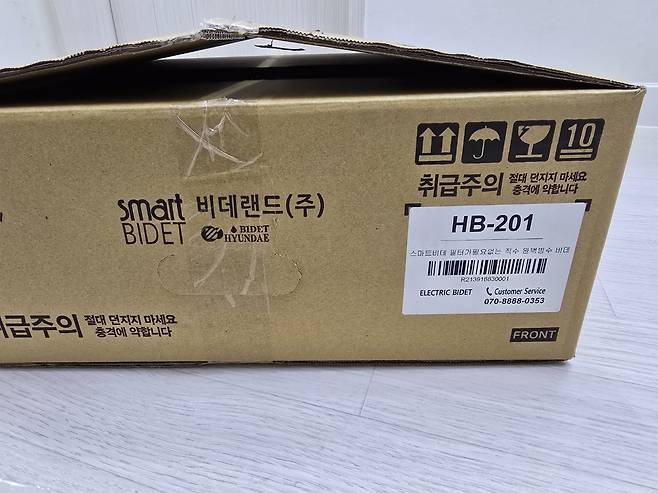 smart
BIDET
비데랜드(주)
BIDET
HYUNDAE
취급주의 절대 던지지 마세요
충격에 약합니다
10
취급주의 절대 던지지 마세요
충격에 약합니다
HB-201
스마트비데 필터가필요없는 직수 완벽방수 비데
R213916830001
ELECTRIC BIDET
Customer Service
070-8888-0353
FRONT